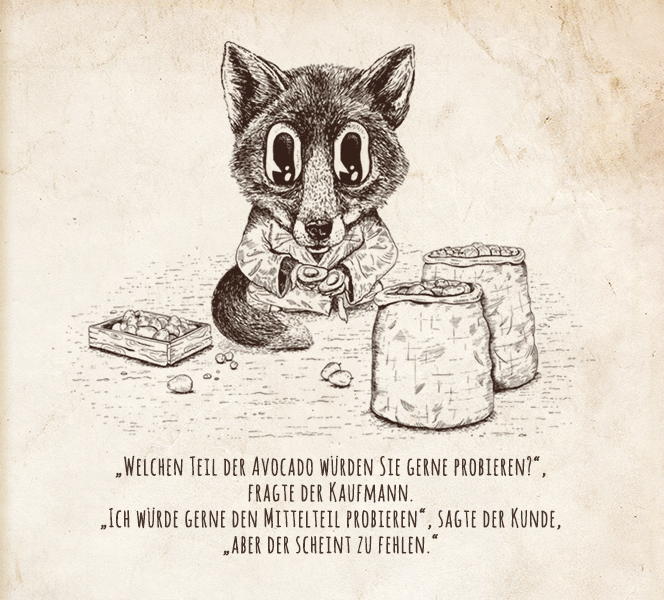 „Welchen Teil der Avocado würden Sie gerne probieren?“,
fragte der Kaufmann.
„Ich würde gerne den Mittelteil probieren“, sagte der Kunde,
„aber der scheint zu fehlen.“